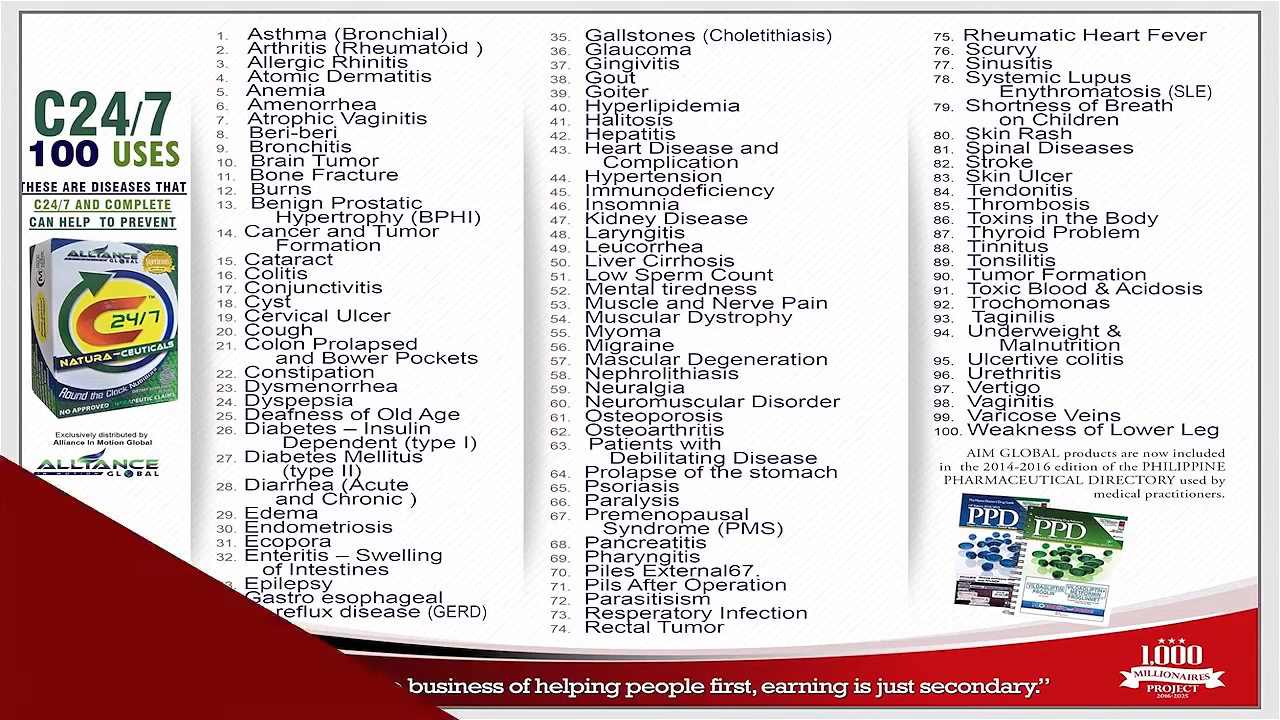 C24/7
100 USES
THESE ARE DISEASES THAT
C24/7 AND COMPLETE
CAN HELP TO PREVENT
ALLIANCE
GLOBAL
C
24/7
NATURA-CEUTICALS
Round the Clock
NO APPROVED THERAPEUTIC CLAIMS
Exclusively distributed by
Alliance In Motion Global
ALLIANCE
GLOBAL
1. Asthma (Bronchial)
2. Arthritis (Rheumatoid )
3. Allergic Rhinitis
4. Atomic Dermatitis
5. Anemia
6. Amenorrhea
7. Atrophic Vaginitis
8. Beri-beri
9. Bronchitis
10. Brain Tumor
11. Bone Fracture
12. Burns
13. Benign Prostatic
Hypertrophy (BPHI)
14. Cancer and Tumor
Formation
15. Cataract
16. Colitis
17. Conjunctivitis
18. Cyst
19. Cervical Ulcer
20. Cough
21. Colon Prolapsed
and Bower Pockets
22. Constipation
23. Dysmenorrhea
24. Dyspepsia
25. Deafness of Old Age
26. Diabetes – Insulin
Dependent (type I)
27. Diabetes Mellitus
(type II)
28. Diarrhea (Acute
and Chronic )
29. Edema
30. Endometriosis
31. Ecopora
32. Enteritis – Swelling
of Intestines
3. Epilepsy
Gastro esophageal
reflux disease (GERD)
35. Gallstones (Choletithiasis)
36. Glaucoma
37. Gingivitis
38. Gout
39. Goiter
40. Hyperlipidemia
41. Halitosis
42. Hepatitis
43. Heart Disease and
Complication
44. Hypertension
45. Immunodeficiency
46. Insomnia
47. Kidney Disease
48. Laryngitis
49. Leucorrhea
50. Liver Cirrhosis
51. Low Sperm Count
52. Mental tiredness
53. Muscle and Nerve Pain
54. Muscular Dystrophy
55. Myoma
56. Migraine
57. Mascular Degeneration
58. Nephrolithiasis
59. Neuralgia
60. Neuromuscular Disorder
61. Osteoporosis
62. Osteoarthritis
63. Patients with
Debilitating Disease
64. Prolapse of the stomach
65. Psoriasis
66. Paralysis
67. Premenopausal
Syndrome (PMS)
68. Pancreatitis
69. Pharyngitis
70. Piles External67.
71. Pils After Operation
72. Parasitisism
73. Resperatory Infection
74. Rectal Tumor
75. Rheumatic Heart Fever
76. Scurvy
77. Sinusitis
78. Systemic Lupus
Enythromatosis (SLE)
79. Shortness of Breath
on Children
80. Skin Rash
81. Spinal Diseases
82. Stroke
83. Skin Ulcer
84. Tendonitis
85. Thrombosis
86. Toxins in the Body
87. Thyroid Problem
88. Tinnitus
89. Tonsilitis
90. Tumor Formation
91. Toxic Blood & Acidosis
92. Trochomonas
93. Taginilis
94. Underweight &
Malnutrition
95. Ulcertive colitis
96. Urethritis
97. Vertigo
98. Vaginitis
99. Varicose Veins
100. Weakness of Lower Leg
AIM GLOBAL products are now included
in the 2014-2016 edition of the PHILIPPINE
PHARMACEUTICAL DIRECTORY used by
medical practitioners.
PPD
PPD
business of helping people first, earning is just secondary.”
1,000
MILLIONAIRES
PROJECT
2016-2025